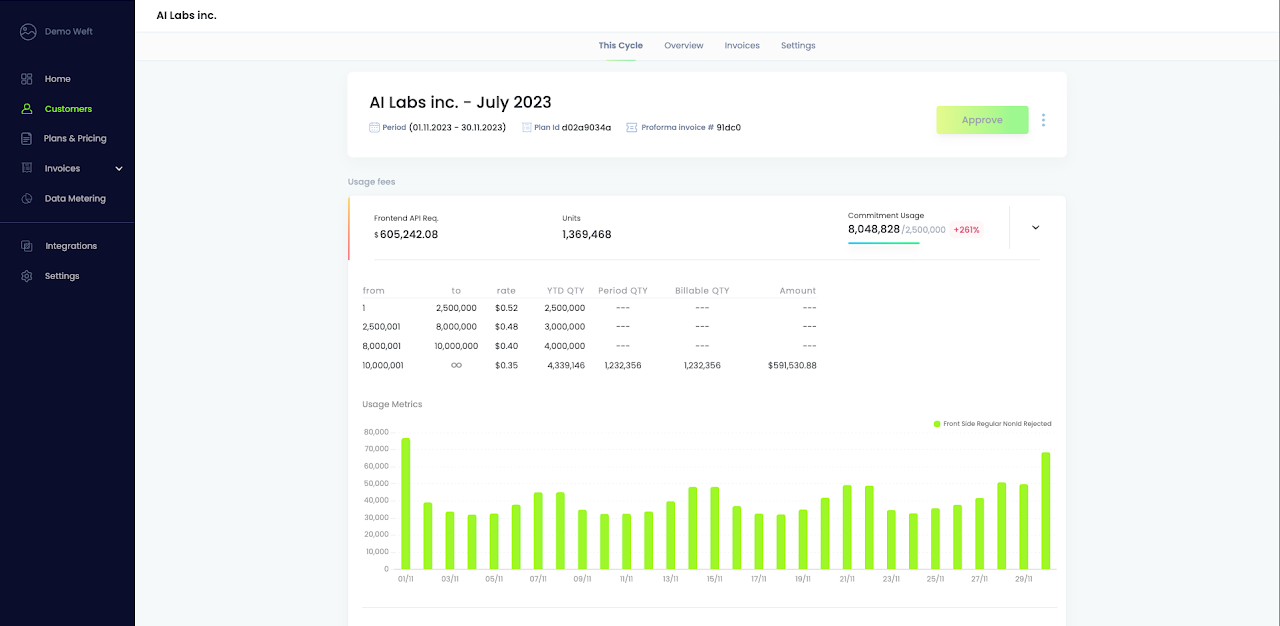 AI Labs inc.
Demo Weft
Home
Customers
Plans & Pricing
Invoices
Data Metering
Integrations
Settings
This Cycle Overview Invoices Settings
AI Labs inc. - July 2023
Period (01.11.2023 - 30.11.2023) Plan Id d02a9034a Proforma invoice # 91dc0
Approve
Usage fees
Frontend API Req. Units Commitment Usage
$ 605,242.08 1,369,468 8,048,828 /2,500,000 +261%
from to rate YTD QTY Period QTY Billable QTY Amount
1 2,500,000 $0.52 2,500,000 --- --- ---
2,500,001 8,000,000 $0.48 3,000,000 --- --- ---
8,000,001 10,000,000 $0.40 4,000,000 --- --- ---
10,000,001 ∞ $0.35 4,339,146 1,232,356 1,232,356 $591,530.88
Usage Metrics
Front Side Regular Nonid Rejected
80,000
70,000
60,000
50,000
40,000
30,000
20,000
10,000
0
01/11 03/11 05/11 07/11 09/11 11/11 13/11 15/11 17/11 19/11 21/11 23/11 25/11 27/11 29/11